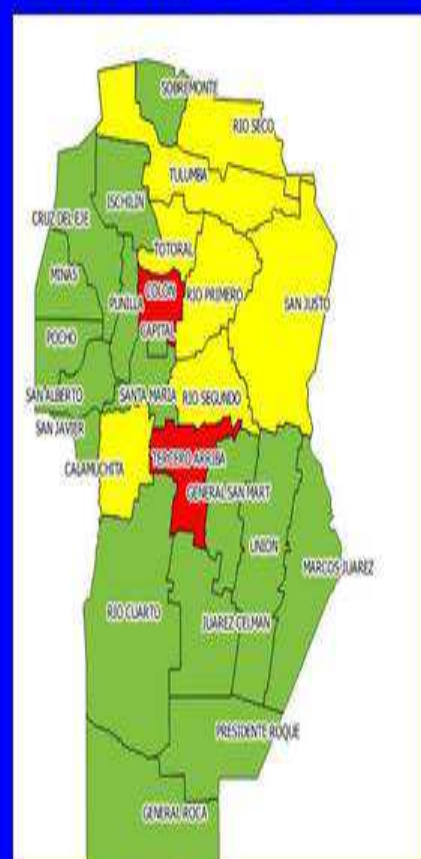 SOBREMONTE
RIO SECO
TULUMBA
ISCHILIN
CRUZ DEL EJE
TOTORAL
MINAS
COLON
PUNILLA
RIO PRIMERO
SAN JUSTO
CAPITAL
POCHO
SAN ALBERTO
SANTA MARIA
RIO SEGUNDO
SAN JAVIER
TERCERO ARRIBA
CALAMUCHITA
GENERAL SAN MART
UNION
MARCOS JUAREZ
RIO CUARTO
JUAREZ CELMAN
PRESIDENTE ROQUE
GENERAL ROCA